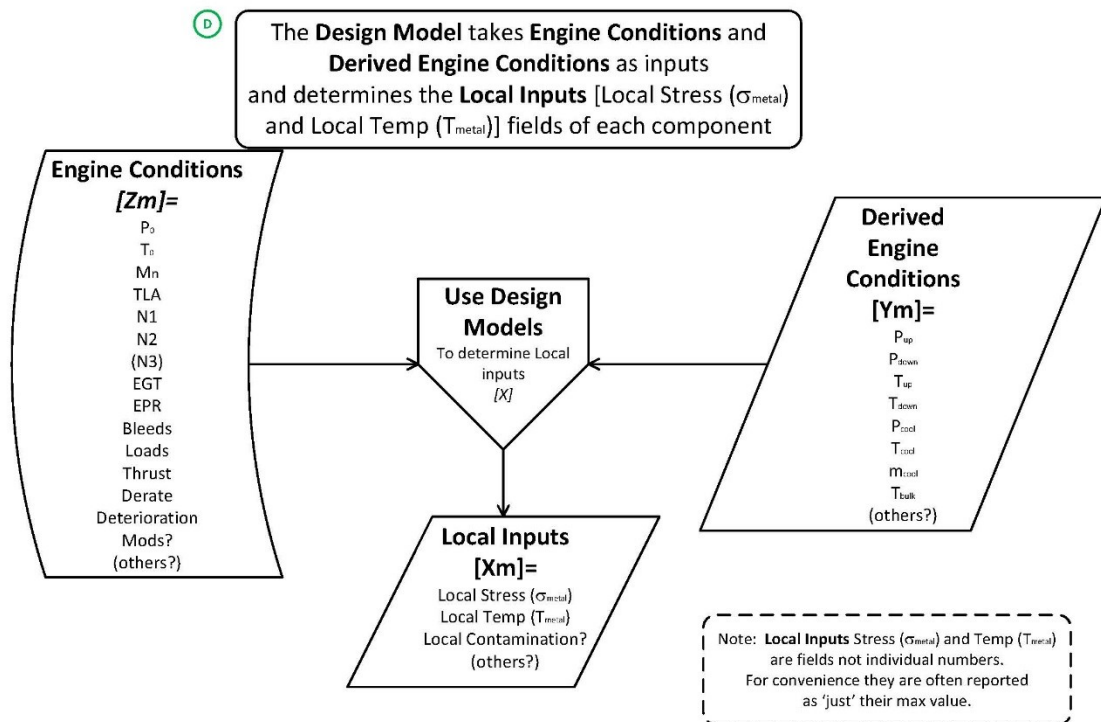 D
The Design Model takes Engine Conditions and
Derived Engine Conditions as inputs
and determines the Local Inputs [Local Stress (σmetal)
and Local Temp (Tmetal)] fields of each component
Engine Conditions
[Zm]=
P0
T0
Mn
TLA
N1
N2
(N3)
EGT
EPR
Bleeds
Loads
Thrust
Derate
Deterioration
Mods?
(others?)
Use Design
Models
To determine Local
inputs
[X]
Derived
Engine
Conditions
[Ym]=
Pup
Pdown
Tup
Tdown
Pcool
Tcool
mcool
Tbulk
(others?)
Local Inputs
[Xm]=
Local Stress (σmetal)
Local Temp (Tmetal)
Local Contamination?
(others?)
Note: Local Inputs Stress (σmetal) and Temp (Tmetal)
are fields not individual numbers.
For convenience they are often reported
as ‘just’ their max value.